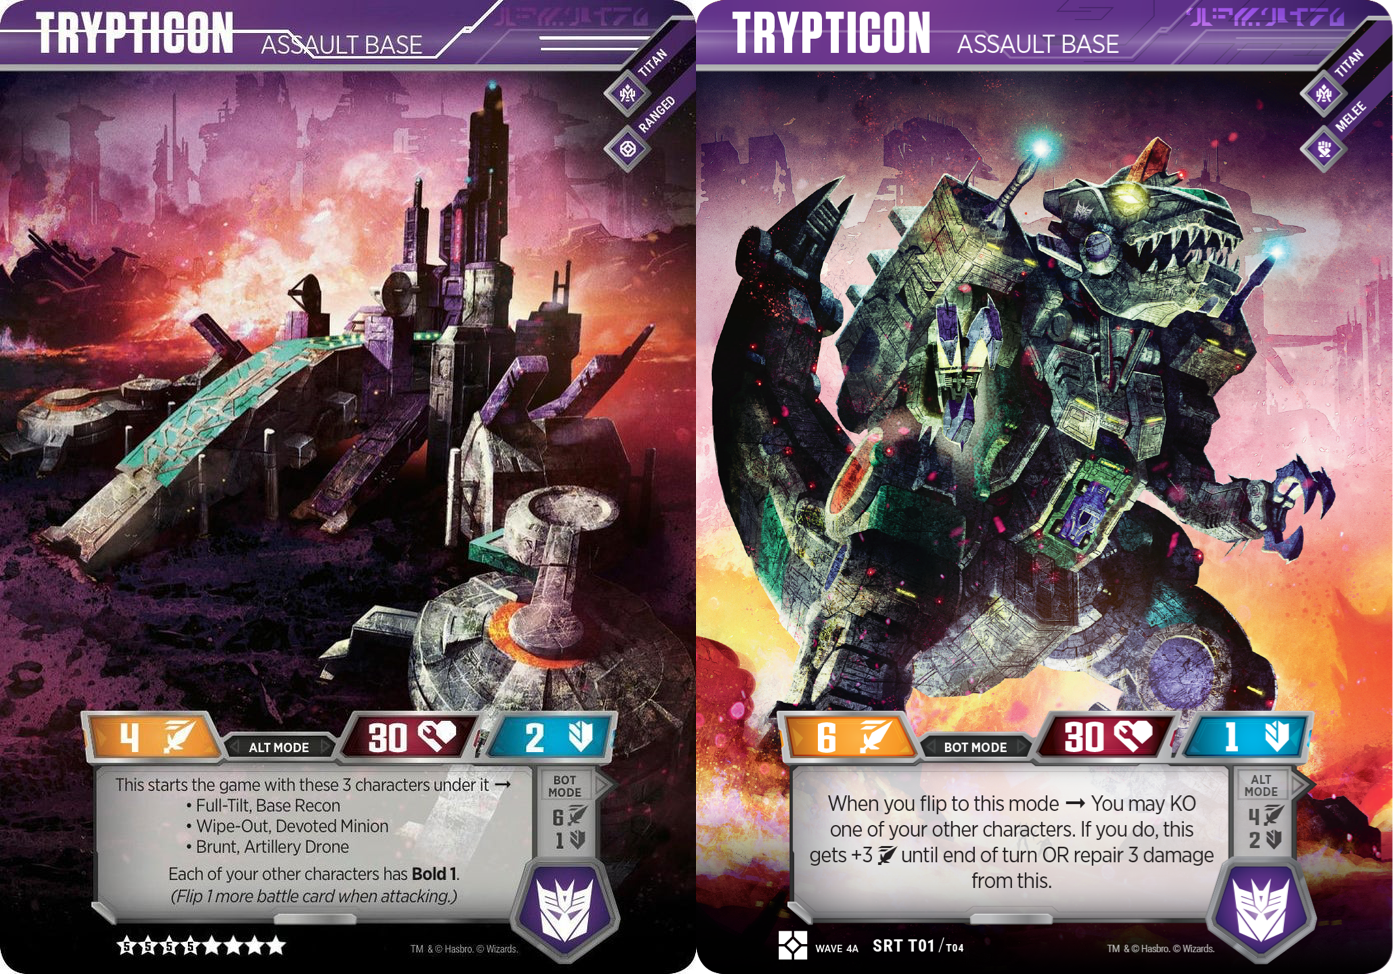 TRYPTICON ASSAULT BASE
TITAN
RANGED
4
ALT MODE
30
2
This starts the game with these 3 characters under it →
• Full-Tilt, Base Recon
• Wipe-Out, Devoted Minion
• Brunt, Artillery Drone
Each of your other characters has Bold 1.
(Flip 1 more battle card when attacking.)
BOT
MODE
6
1
TM & © Hasbro. © Wizards.
TRYPTICON ASSAULT BASE
TITAN
MELEE
6
BOT MODE
30
1
When you flip to this mode → You may KO
one of your other characters. If you do, this
gets +3 until end of turn OR repair 3 damage
from this.
ALT
MODE
4
2
WAVE 4A SRT T01/T04
TM & © Hasbro. © Wizards.